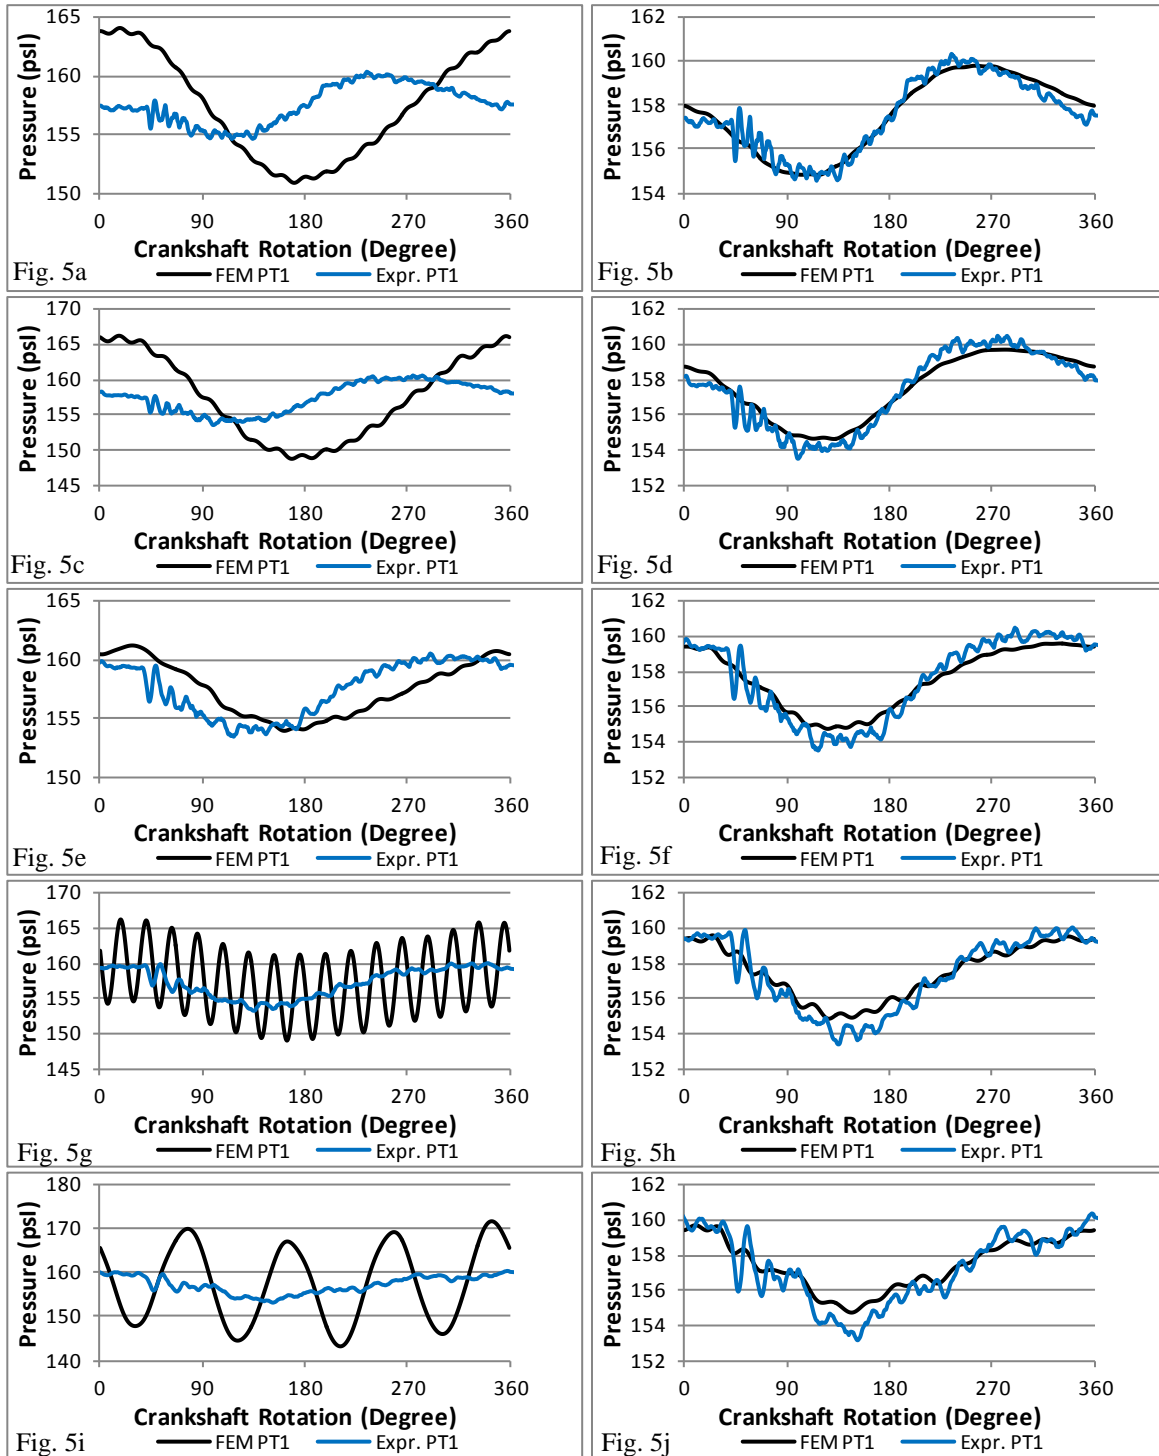 165
160
155
150
Pressure (psI)
0 90 180 270 360
Crankshaft Rotation (Degree)
Fig. 5a
FEM PT1 Expr. PT1
162
160
158
156
154
Pressure (psI)
0 90 180 270 360
Crankshaft Rotation (Degree)
Fig. 5b
FEM PT1 Expr. PT1
170
165
160
155
150
145
Pressure (psI)
0 90 180 270 360
Crankshaft Rotation (Degree)
Fig. 5c
FEM PT1 Expr. PT1
162
160
158
156
154
152
Pressure (psI)
0 90 180 270 360
Crankshaft Rotation (Degree)
Fig. 5d
FEM PT1 Expr. PT1
165
160
155
150
Pressure (psI)
0 90 180 270 360
Crankshaft Rotation (Degree)
Fig. 5e
FEM PT1 Expr. PT1
162
160
158
156
154
152
Pressure (psI)
0 90 180 270 360
Crankshaft Rotation (Degree)
Fig. 5f
FEM PT1 Expr. PT1
170
165
160
155
150
145
Pressure (psI)
0 90 180 270 360
Crankshaft Rotation (Degree)
Fig. 5g
FEM PT1 Expr. PT1
162
160
158
156
154
152
Pressure (psI)
0 90 180 270 360
Crankshaft Rotation (Degree)
Fig. 5h
FEM PT1 Expr. PT1
180
170
160
150
140
Pressure (psI)
0 90 180 270 360
Crankshaft Rotation (Degree)
Fig. 5i
FEM PT1 Expr. PT1
162
160
158
156
154
152
Pressure (psI)
0 90 180 270 360
Crankshaft Rotation (Degree)
Fig. 5j
FEM PT1 Expr. PT1